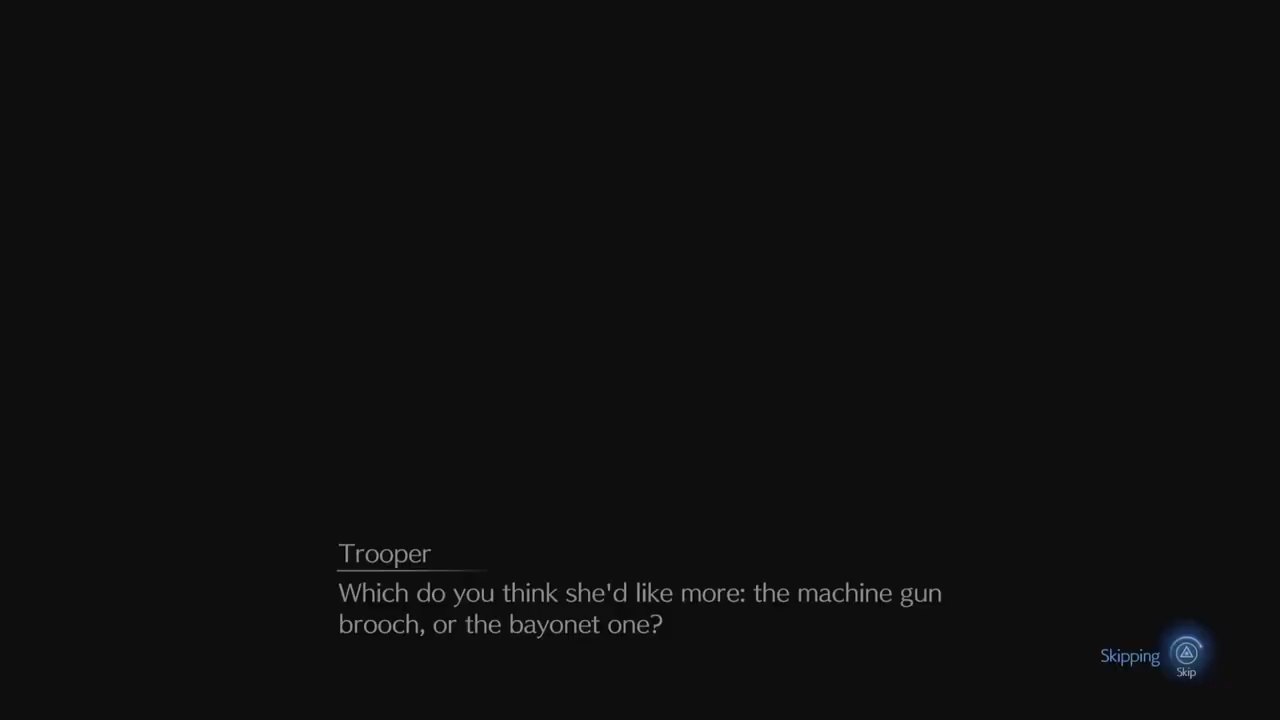 Trooper
Which do you think she'd like more: the machine gun
brooch, or the bayonet one?
Skipping
Skip